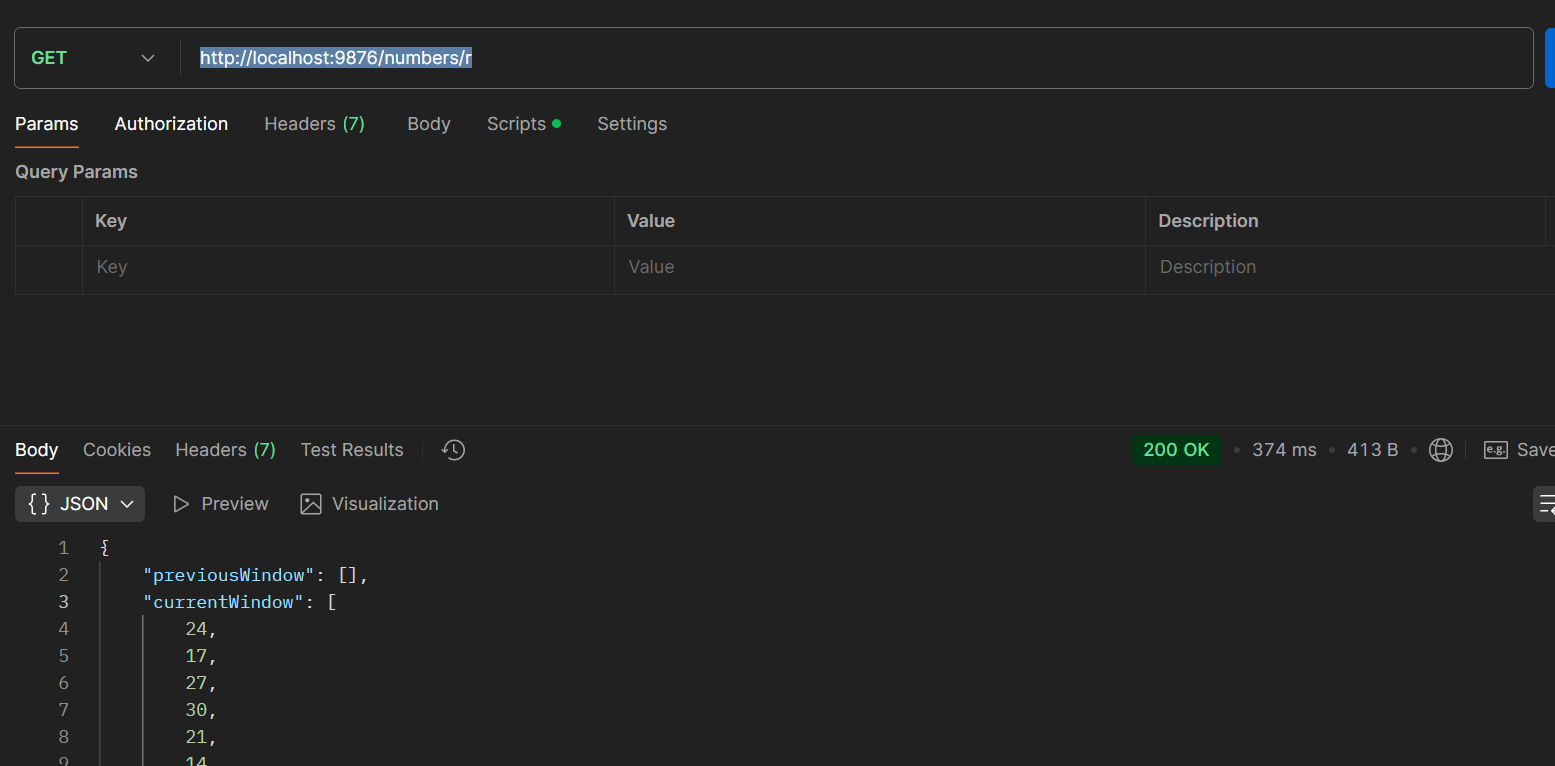 GET http://localhost:9876/numbers/r
Params Authorization Headers (7) Body Scripts Settings
Query Params
Key Value Description
Key Value Description
Body Cookies Headers (7) Test Results 200 OK 374 ms 413 B e.g. Save
{} JSON Preview Visualization
1 {
2 "previousWindow": [],
3 "currentWindow": [
4 24,
5 17,
6 27,
7 30,
8 21,
9 14